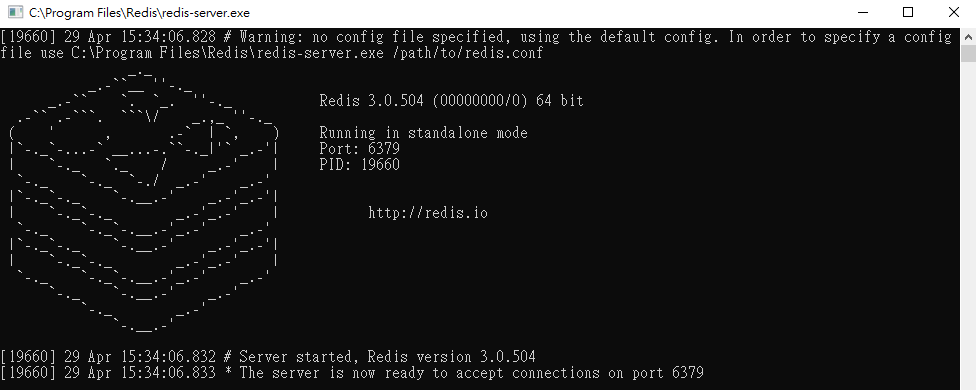 C:\Program Files\Redis\redis-server.exe
[19660] 29 Apr 15:34:06.828 # Warning: no config file specified, using the default config. In order to specify a config
file use C:\Program Files\Redis\redis-server.exe /path/to/redis.conf
Redis 3.0.504 (00000000/0) 64 bit
Running in standalone mode
Port: 6379
PID: 19660
http://redis.io
[19660] 29 Apr 15:34:06.832 # Server started, Redis version 3.0.504
[19660] 29 Apr 15:34:06.833 * The server is now ready to accept connections on port 6379